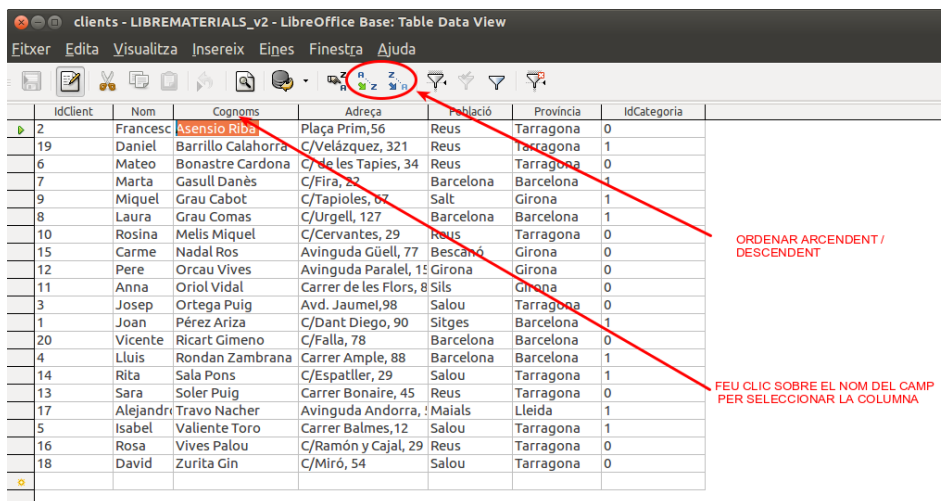 clients - LIBREMATERIALS_v2 - LibreOffice Base: Table Data View
Fitxer Edita Visualitza Insereix Eines Finestra Ajuda
IdClient Nom Cognoms Adreça Població Província IdCategoria
2 Francesc Asensio Riba Plaça Prim,56 Reus Tarragona 0
19 Daniel Barrillo Calahorra C/Velázquez, 321 Reus Tarragona 1
6 Mateo Bonastre Cardona C/ de les Tapies, 34 Reus Tarragona 0
7 Marta Gasull Danès C/Fira, 22 Barcelona Barcelona 1
9 Miquel Grau Cabot C/Tapioles, 67 Salt Girona 1
8 Laura Grau Comas C/Urgell, 127 Barcelona Barcelona 1
10 Rosina Melis Miquel C/Cervantes, 29 Reus Tarragona 0
15 Carme Nadal Ros Avinguda Güell, 77 Bescanó Girona 0
12 Pere Orcau Vives Avinguda Paralel, 15 Girona Girona 0
11 Anna Oriol Vidal Carrer de les Flors, 8 Sils Girona 0
3 Josep Ortega Puig Avd. JaumeI,98 Salou Tarragona 0
1 Joan Pérez Ariza C/Dant Diego, 90 Sitges Barcelona 1
20 Vicente Ricart Gimeno C/Falla, 78 Barcelona Barcelona 0
4 Lluis Rondan Zambrana Carrer Ample, 88 Barcelona Barcelona 1
14 Rita Sala Pons C/Espatller, 29 Salou Tarragona 1
13 Sara Soler Puig Carrer Bonaire, 45 Reus Tarragona 0
17 Alejandro Travo Nacher Avinguda Andorra, Maials Lleida 1
5 Isabel Valiente Toro Carrer Balmes,12 Salou Tarragona 1
16 Rosa Vives Palou C/Ramón y Cajal, 29 Reus Tarragona 0
18 David Zurita Gin C/Miró, 54 Salou Tarragona 0
ORDENAR ARCENDENT /
DESCENDENT
FEU CLIC SOBRE EL NOM DEL CAMP
PER SELECCIONAR LA COLUMNA